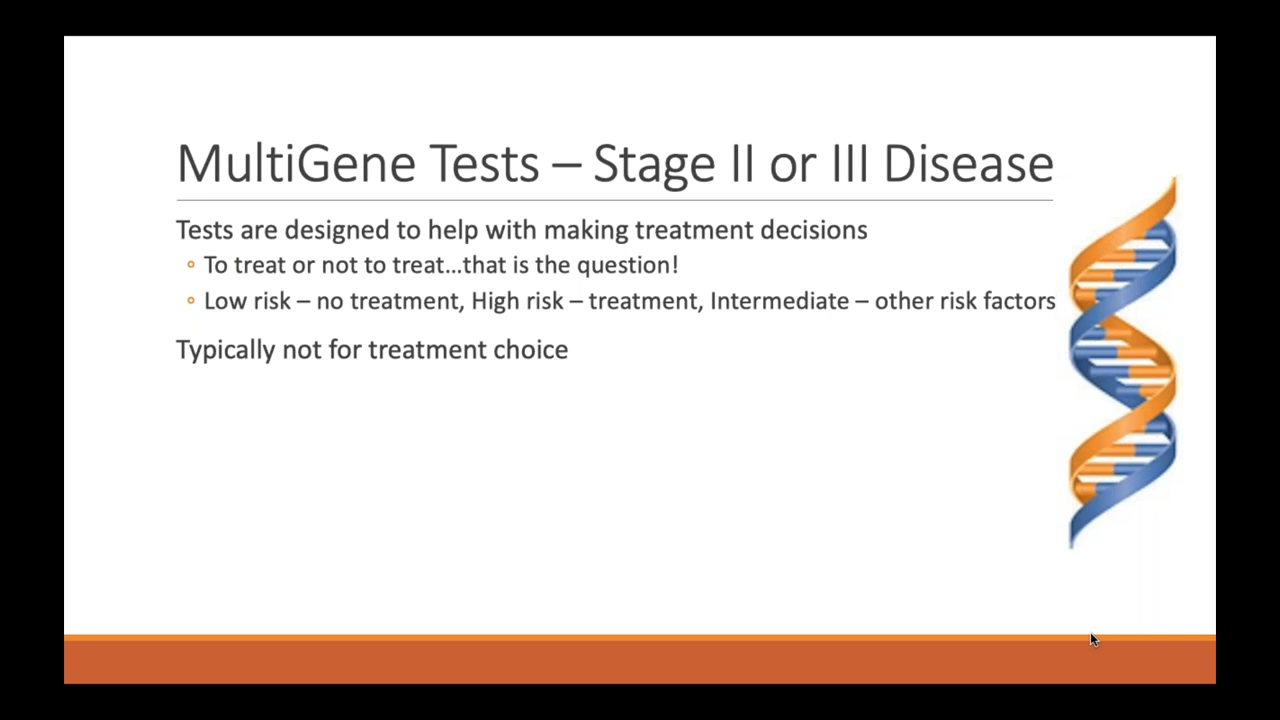 MultiGene Tests – Stage II or III Disease
Tests are designed to help with making treatment decisions
To treat or not to treat…that is the question!
Low risk – no treatment, High risk – treatment, Intermediate – other risk factors
Typically not for treatment choice